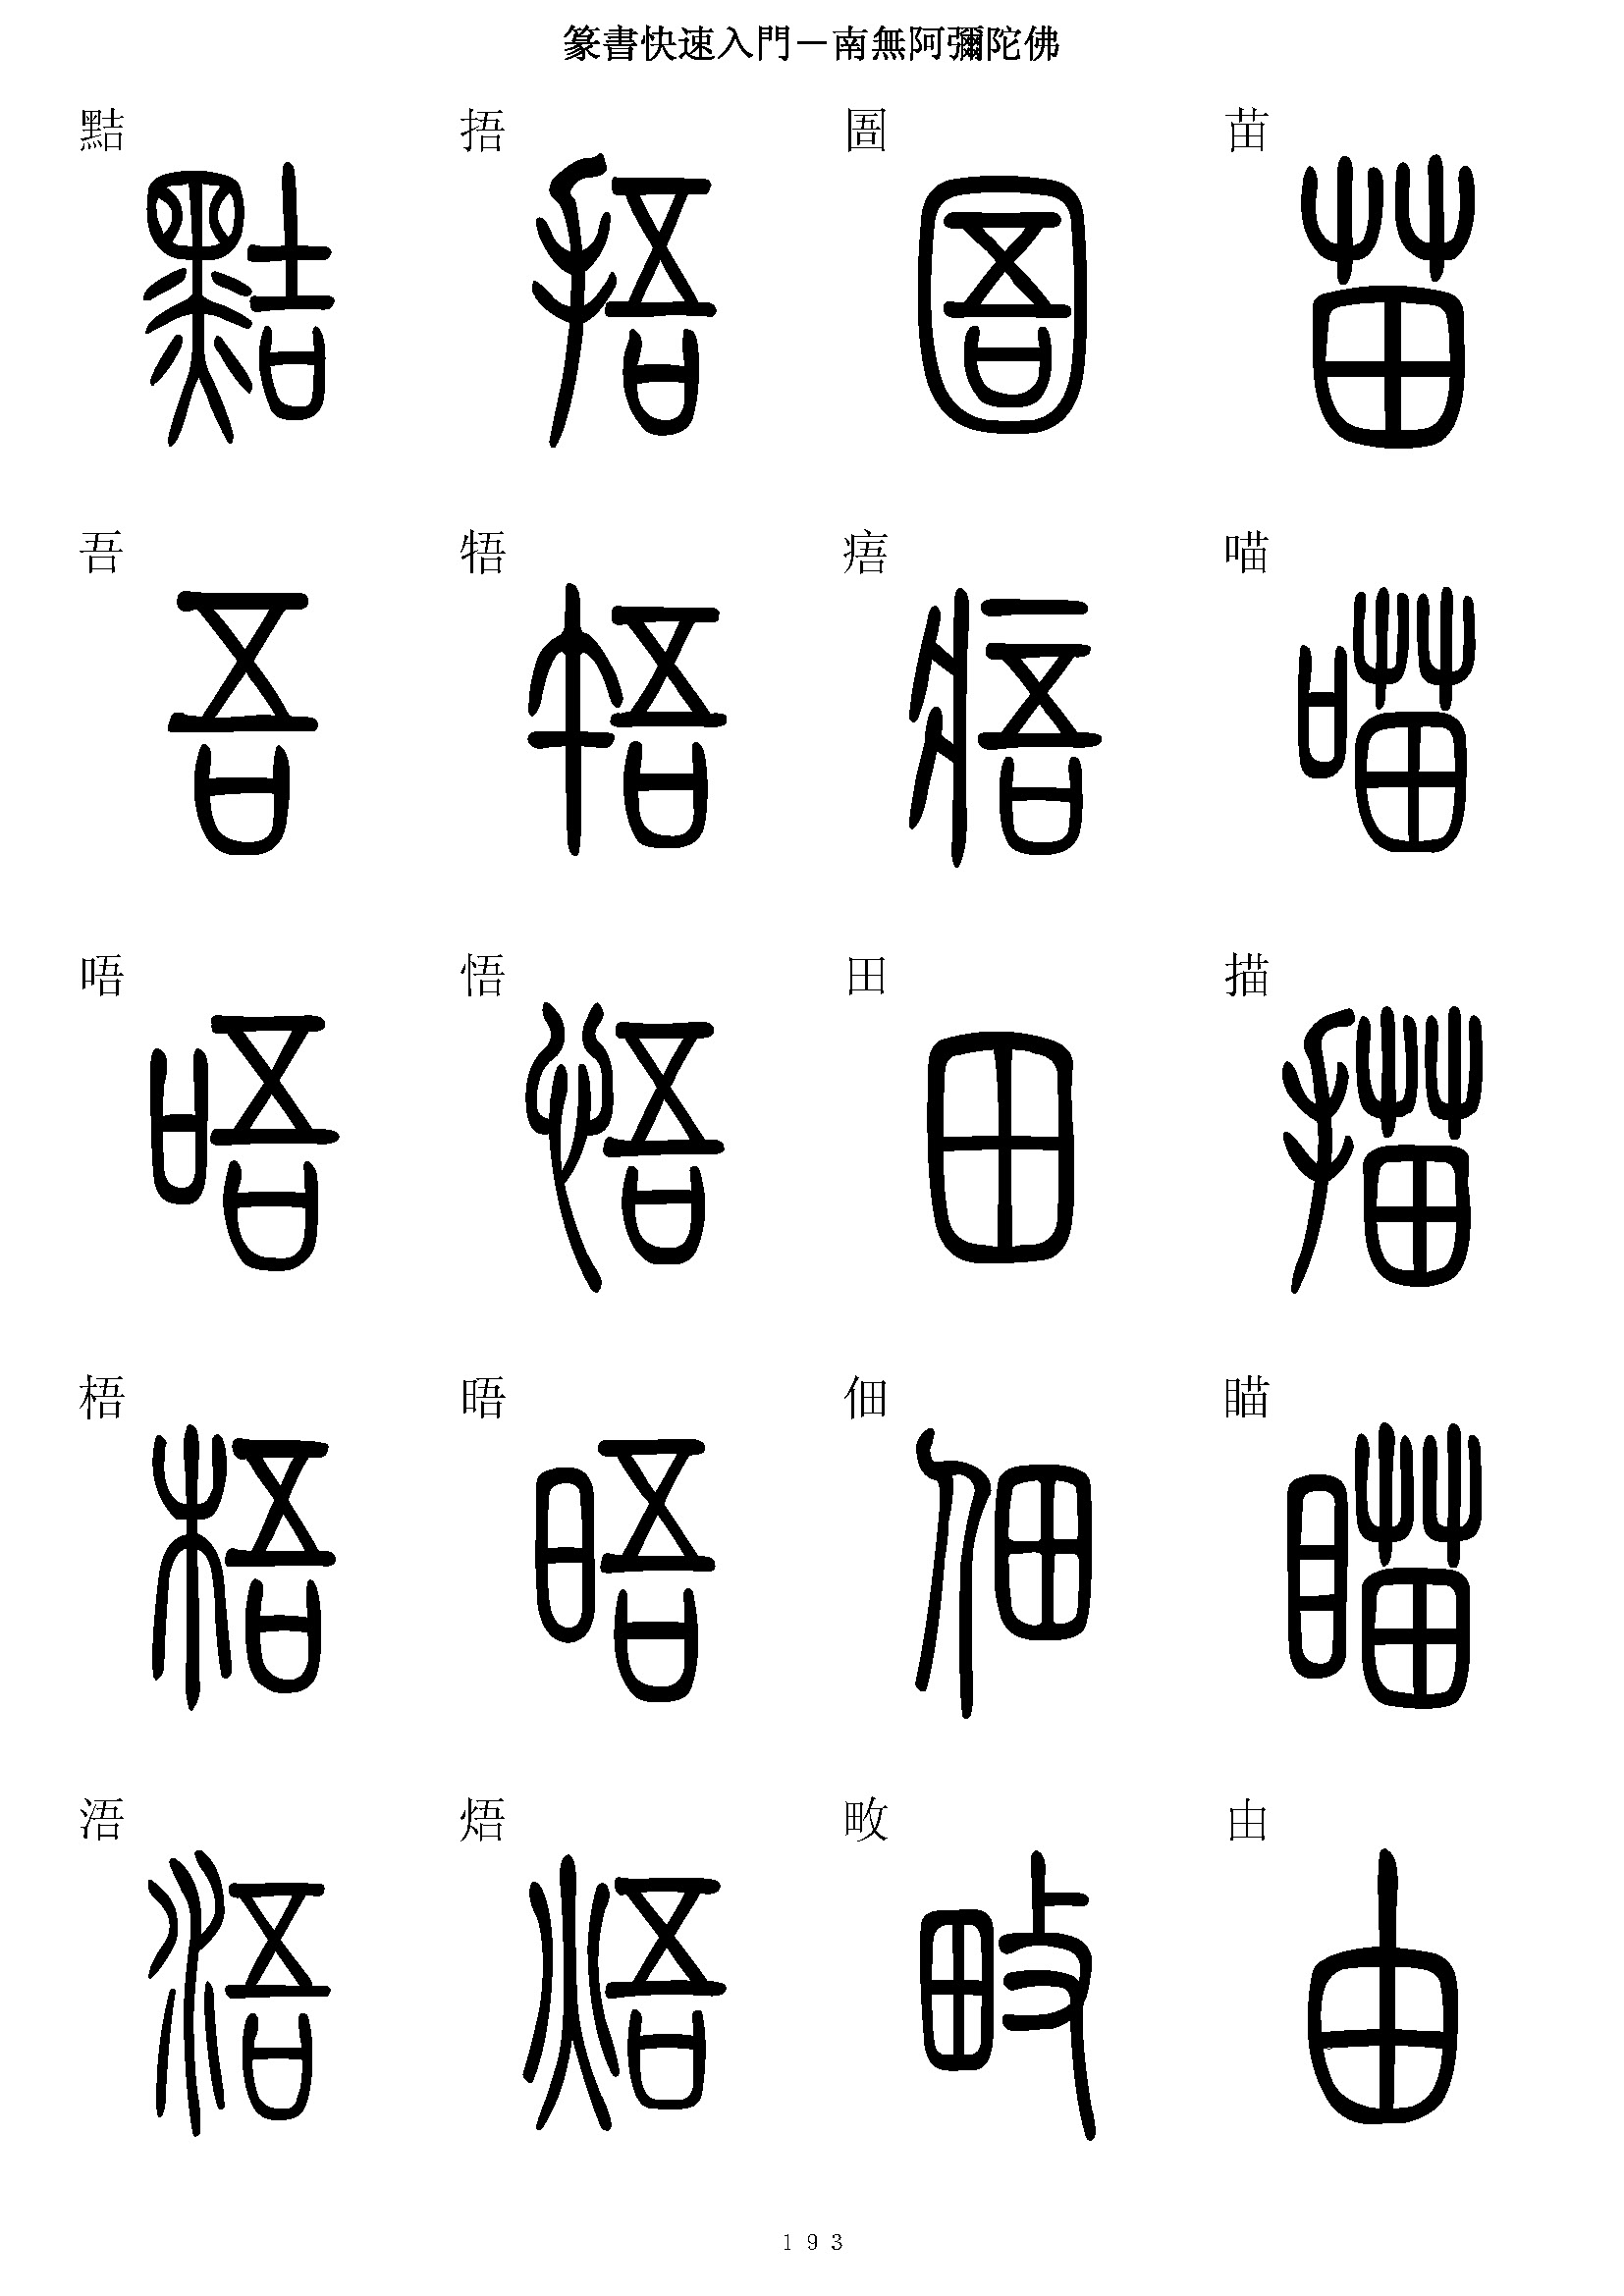 篆書快速入門－南無阿彌陀佛
黠 捂 圄 苗
吾 牾 痦 喵
唔 悟 田 描
梧 晤 佃 瞄
浯 焐 畋 由
193